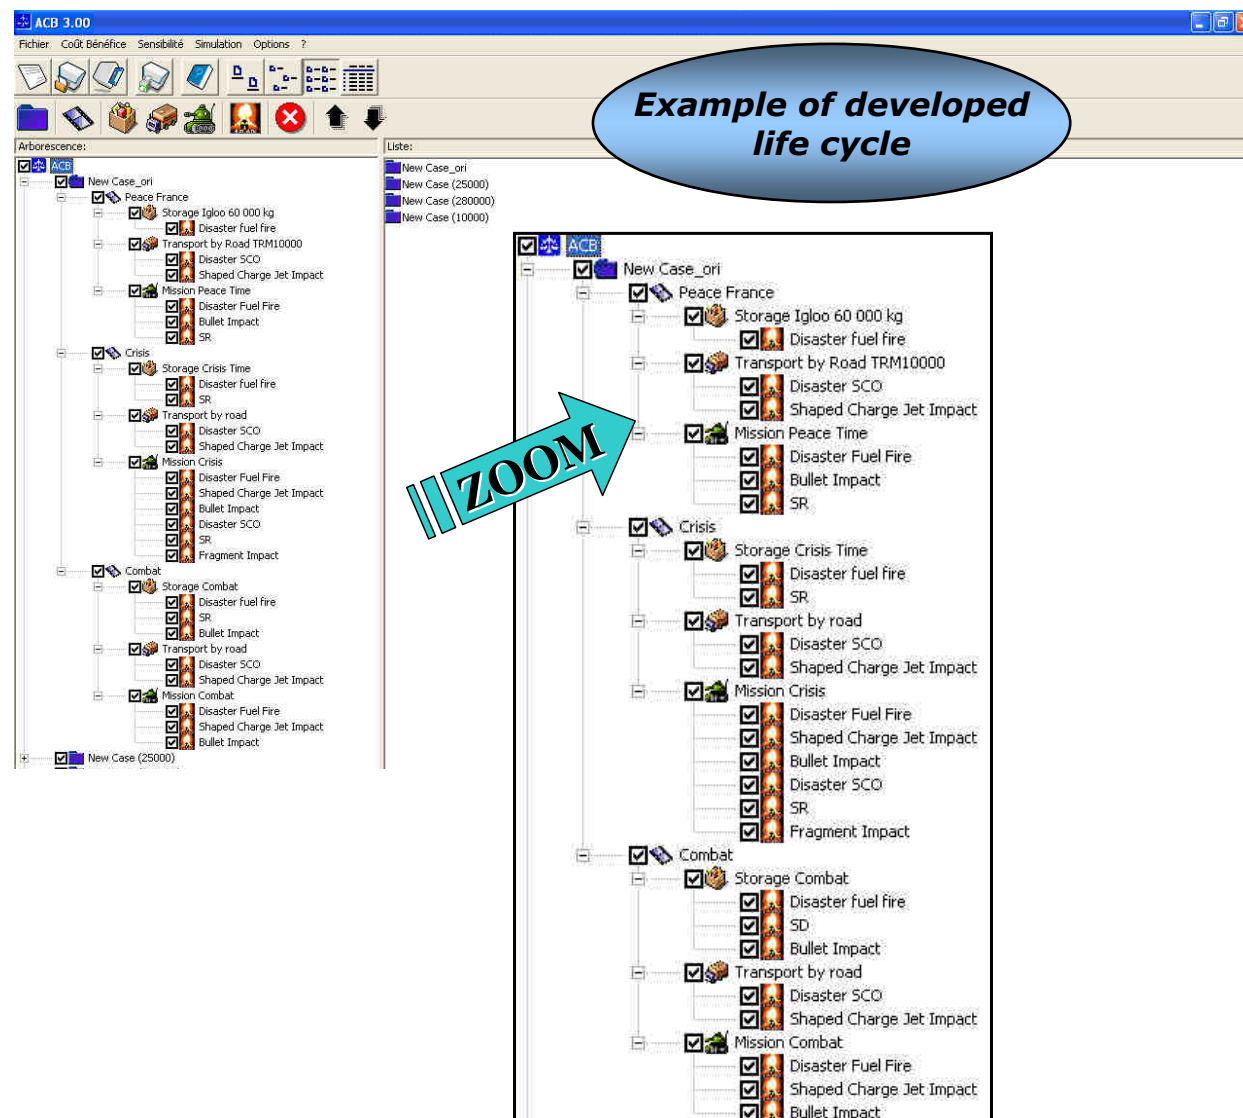 ACB 3.00
Fichier Coût Bénéfice Sensibilité Simulation Options ?
Example of developed
life cycle
Arborescence:
ACB
New Case_ori
Peace France
Storage Igloo 60 000 kg
Disaster fuel fire
Transport by Road TRM10000
Disaster SCO
Shaped Charge Jet Impact
Mission Peace Time
Disaster Fuel Fire
Bullet Impact
SR
Crisis
Storage Crisis Time
Disaster fuel fire
SR
Transport by road
Disaster SCO
Shaped Charge Jet Impact
Mission Crisis
Disaster Fuel Fire
Shaped Charge Jet Impact
Bullet Impact
Disaster SCO
SR
Fragment Impact
Combat
Storage Combat
Disaster fuel fire
SR
Bullet Impact
Transport by road
Disaster SCO
Shaped Charge Jet Impact
Mission Combat
Disaster Fuel Fire
Shaped Charge Jet Impact
Bullet Impact
New Case (25000)
Liste:
New Case_ori
New Case (25000)
New Case (280000)
New Case (10000)
ZOOM
ACB
New Case_ori
Peace France
Storage Igloo 60 000 kg
Disaster fuel fire
Transport by Road TRM10000
Disaster SCO
Shaped Charge Jet Impact
Mission Peace Time
Disaster Fuel Fire
Bullet Impact
SR
Crisis
Storage Crisis Time
Disaster fuel fire
SR
Transport by road
Disaster SCO
Shaped Charge Jet Impact
Mission Crisis
Disaster Fuel Fire
Shaped Charge Jet Impact
Bullet Impact
Disaster SCO
SR
Fragment Impact
Combat
Storage Combat
Disaster fuel fire
SD
Bullet Impact
Transport by road
Disaster SCO
Shaped Charge Jet Impact
Mission Combat
Disaster Fuel Fire
Shaped Charge Jet Impact
Bullet Impact